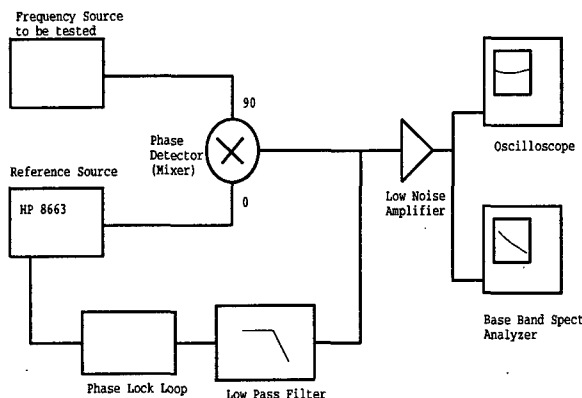 Frequency Source
to be tested
90
Phase
Detector
(Mixer)
Oscilloscope
Reference Source
0
Low Noise
Amplifier
HP 8663
Base Band Spect
Analyzer
Phase Lock Loop
Low Pass Filter